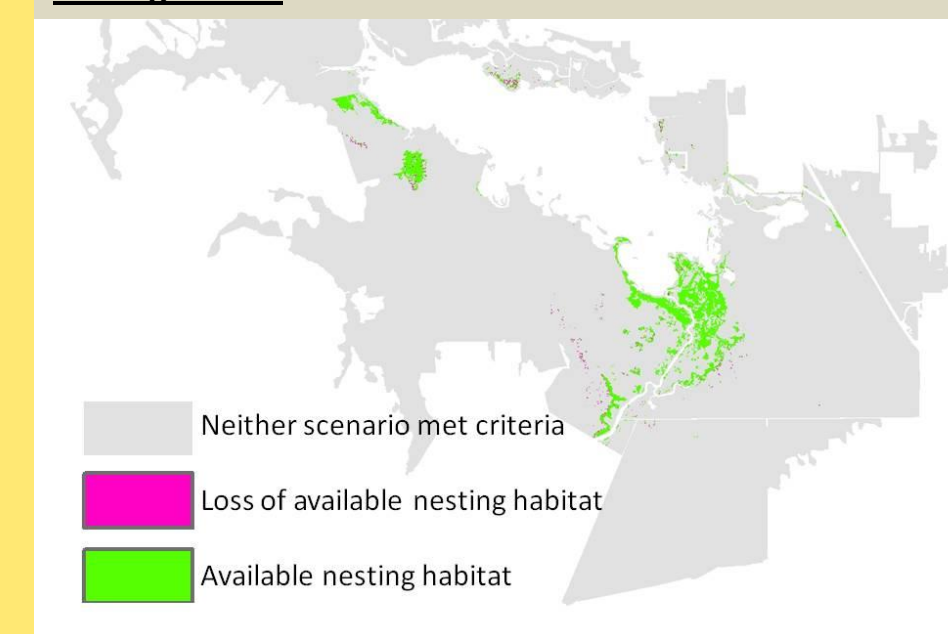 Neither scenario met criteria
Loss of available nesting habitat
Available nesting habitat